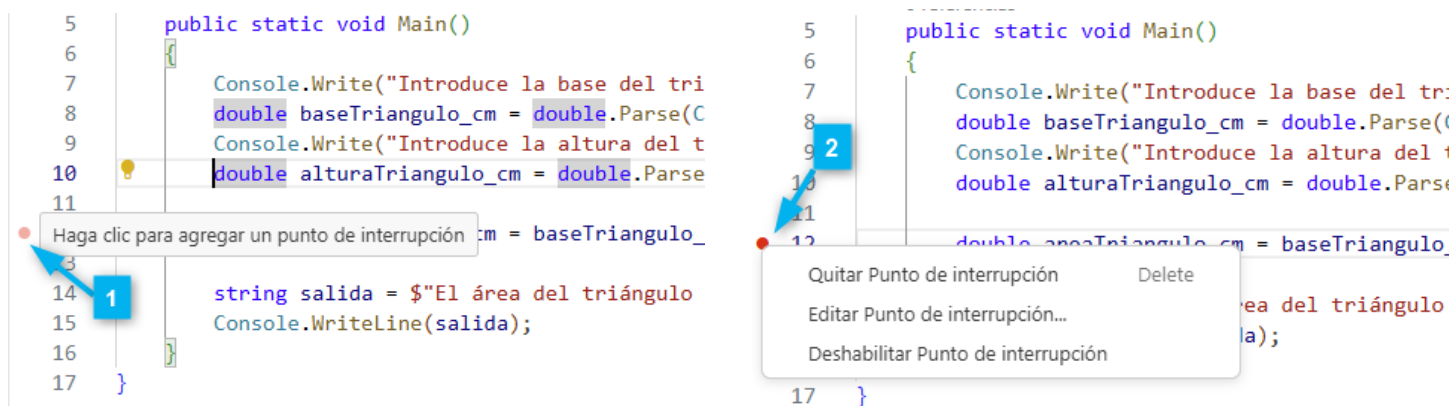 5 public static void Main()
6 {
7 Console.Write("Introduce la base del tri
8 double baseTriangulo_cm = double.Parse(C
9 Console.Write("Introduce la altura del t
10 double alturaTriangulo_cm = double.Parse
11
Haga clic para agregar un punto de interrupción cm = baseTriangulo_
13
1
14 string salida = $"El área del triángulo
15 Console.WriteLine(salida);
16 }
17 }
5 public static void Main()
6 {
7 Console.Write("Introduce la base del tri
8 double baseTriangulo_cm = double.Parse(C
9 Console.Write("Introduce la altura del t
2
10 double alturaTriangulo_cm = double.Parse
11
12 double areaTriangulo_cm = baseTriangulo_
Quitar Punto de interrupción Delete
Editar Punto de interrupción... ea del triángulo
a);
Deshabilitar Punto de interrupción
17 }